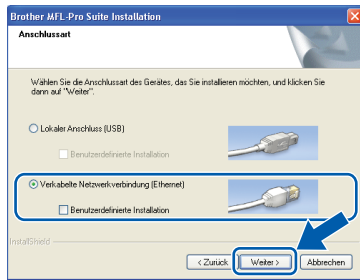 Brother MFL-Pro Suite Installation
Anschlussart
Wählen Sie die Anschlussart des Gerätes, das Sie installieren möchten, und klicken Sie
dann auf "Weiter".
Lokaler Anschluss (USB)
Benutzerdefinierte Installation
Verkabelte Netzwerkverbindung (Ethernet)
Benutzerdefinierte Installation
InstallShield
< Zurück
Weiter >
Abbrechen